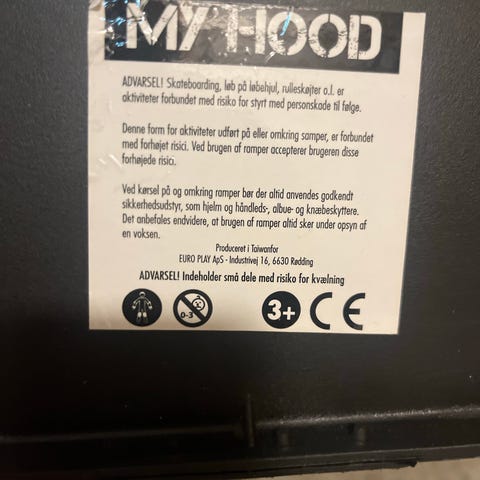 MY HOOD
ADVARSEL! Skateboarding, løb på løbehjul, rulleskøjter o.l. er
aktiviteter forbundet med risiko for styrt med personskade til følge.
Denne form for aktiviteter udført på eller omkring samper, er forbundet
med forhøjet risici. Ved brugen af ramper accepterer brugeren disse
forhøjede risici.
Ved kørsel på og omkring ramper bør der altid anvendes godkendt
sikkerhedsudstyr, som hjelm og håndleds-, albue- og knæbeskyttere.
Det anbefales endvidere, at brugen af ramper altid sker under opsyn af
en voksen.
Produceret i Taiwanfor
EURO PLAY ApS - Industrivej 16, 6630 Rødding
ADVARSEL! Indeholder små dele med risiko for kvælning
0-3 3+ CE